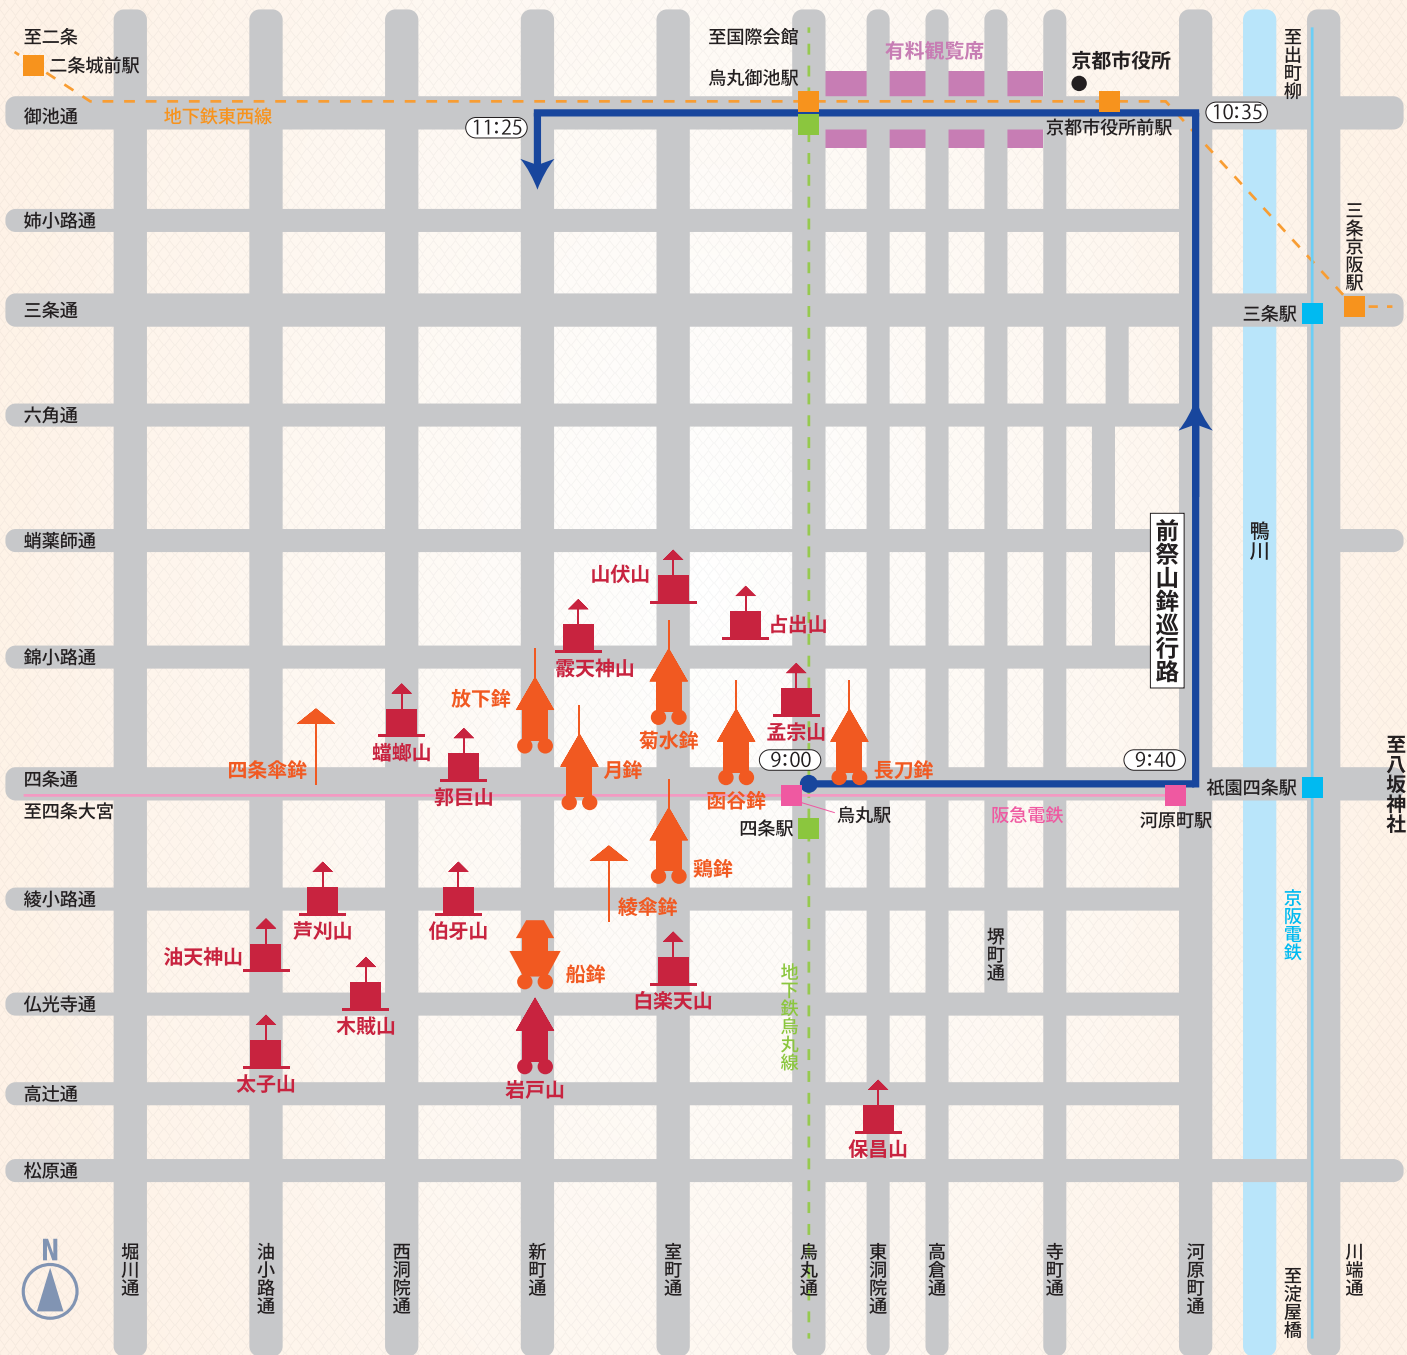 至二条
二条城前駅
至国際会館
烏丸御池駅
有料観覧席
京都市役所
至出町柳
御池通
地下鉄東西線
11:25
京都市役所前駅
10:35
姉小路通
三条京阪駅
三条通
三条駅
六角通
蛸薬師通
前祭山鉾巡行路
鴨川
山伏山
占出山
錦小路通
霰天神山
放下鉾
菊水鉾
孟宗山
蟷螂山
四条傘鉾
月鉾
9:00
長刀鉾
9:40
至八坂神社
四条通
郭巨山
函谷鉾
祇園四条駅
至四条大宮
四条駅
烏丸駅
阪急電鉄
河原町駅
鶏鉾
綾小路通
綾傘鉾
京阪電鉄
芦刈山
伯牙山
油天神山
船鉾
堺町通
地下鉄烏丸線
仏光寺通
木賊山
白楽天山
太子山
岩戸山
高辻通
保昌山
松原通
N
堀川通
油小路通
西洞院通
新町通
室町通
烏丸通
東洞院通
高倉通
寺町通
河原町通
至淀屋橋
川端通